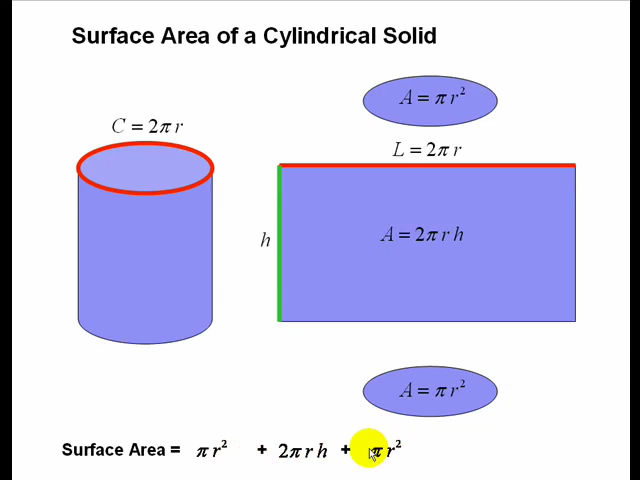 Surface Area of a Cylindrical Solid
A = π r²
C = 2π r
L = 2π r
h
A = 2π r h
A = π r²
Surface Area = π r² + 2π r h + π r²